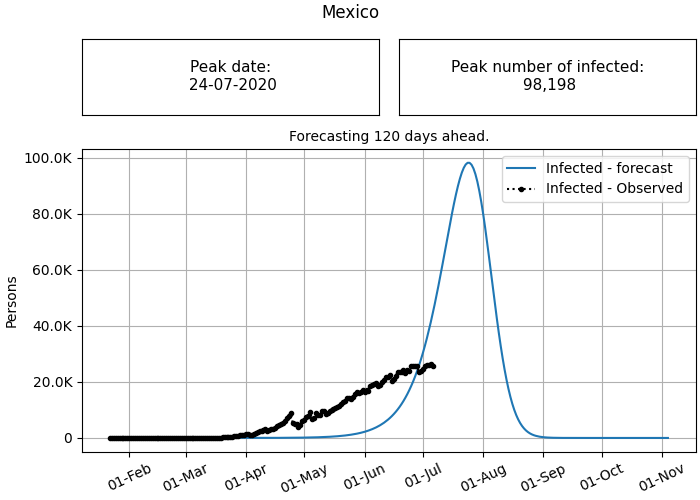 Mexico
Peak date:
24-07-2020
Peak number of infected:
98,198
Forecasting 120 days ahead.
Infected - forecast
Infected - Observed
Persons
100.0K
80.0K
60.0K
40.0K
20.0K
0
01-Feb
01-Mar
01-Apr
01-May
01-Jun
01-Jul
01-Aug
01-Sep
01-Oct
01-Nov